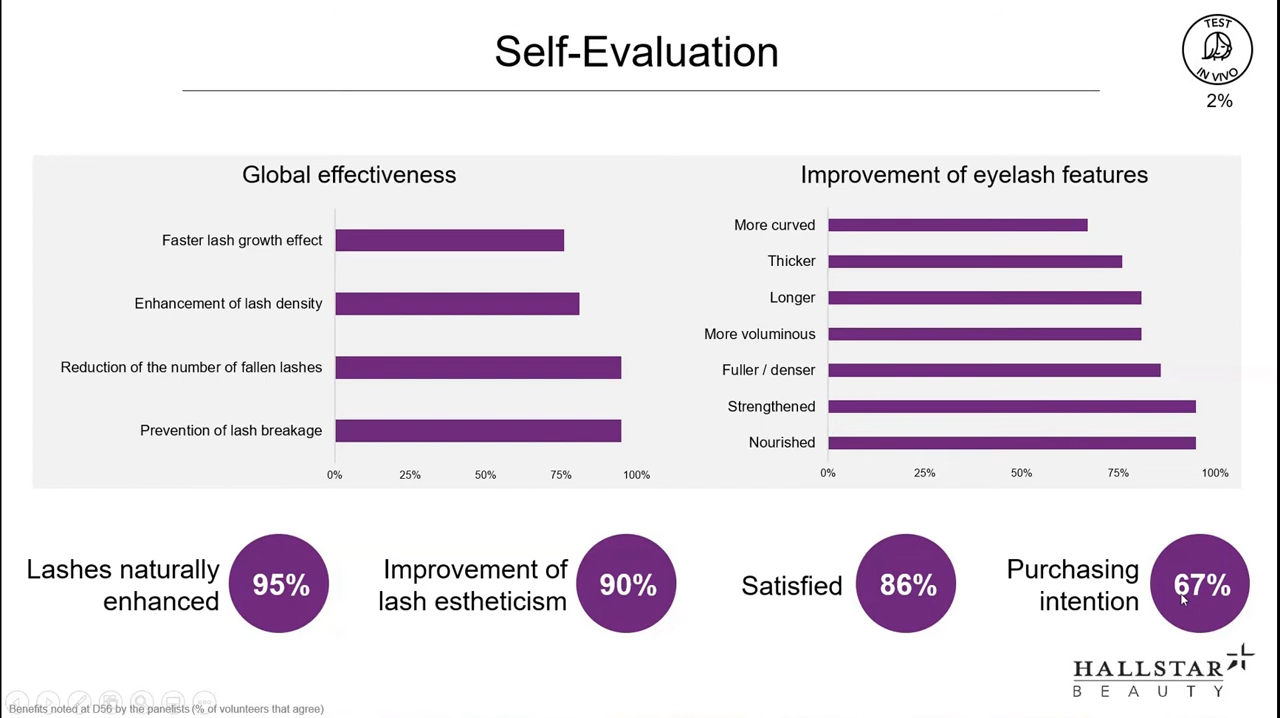 Self-Evaluation
TEST
IN VIVO
2%
Global effectiveness
Faster lash growth effect
Enhancement of lash density
Reduction of the number of fallen lashes
Prevention of lash breakage
0% 25% 50% 75% 100%
Improvement of eyelash features
More curved
Thicker
Longer
More voluminous
Fuller / denser
Strengthened
Nourished
0% 25% 50% 75% 100%
Lashes naturally
enhanced
95%
Improvement of
lash estheticism
90%
Satisfied
86%
Purchasing
intention
67%
HALLSTAR
BEAUTY
Benefits noted at D56 by the panelists (% of volunteers that agree)